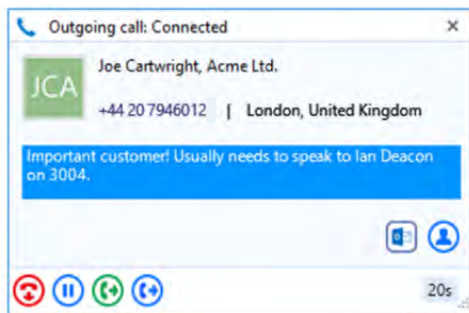 Outgoing call: Connected
JCA
Joe Cartwright, Acme Ltd.
+44 20 7946012 | London, United Kingdom
Important customer! Usually needs to speak to Ian Deacon
on 3004.
20s